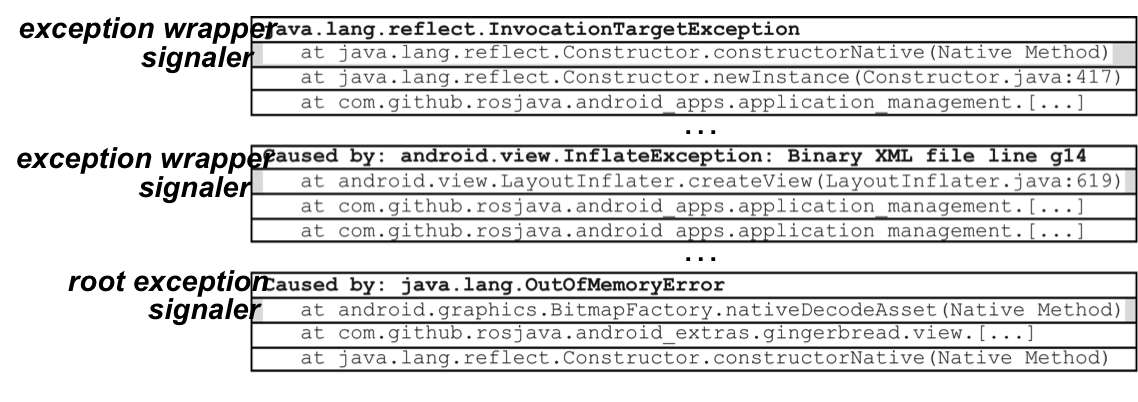 exception wrapper java.lang.reflect.InvocationTargetException
signaler at java.lang.reflect.Constructor.constructorNative(Native Method)
at java.lang.reflect.Constructor.newInstance(Constructor.java:417)
at com.github.rosjava.android_apps.application_management.[...]
...
exception wrapper Caused by: android.view.InflateException: Binary XML file line g14
signaler at android.view.LayoutInflater.createView(LayoutInflater.java:619)
at com.github.rosjava.android_apps.application_management.[...]
at com.github.rosjava.android_apps.application_management.[...]
...
root exception Caused by: java.lang.OutOfMemoryError
signaler at android.graphics.BitmapFactory.nativeDecodeAsset(Native Method)
at com.github.rosjava.android_extras.gingerbread.view.[...]
at java.lang.reflect.Constructor.constructorNative(Native Method)